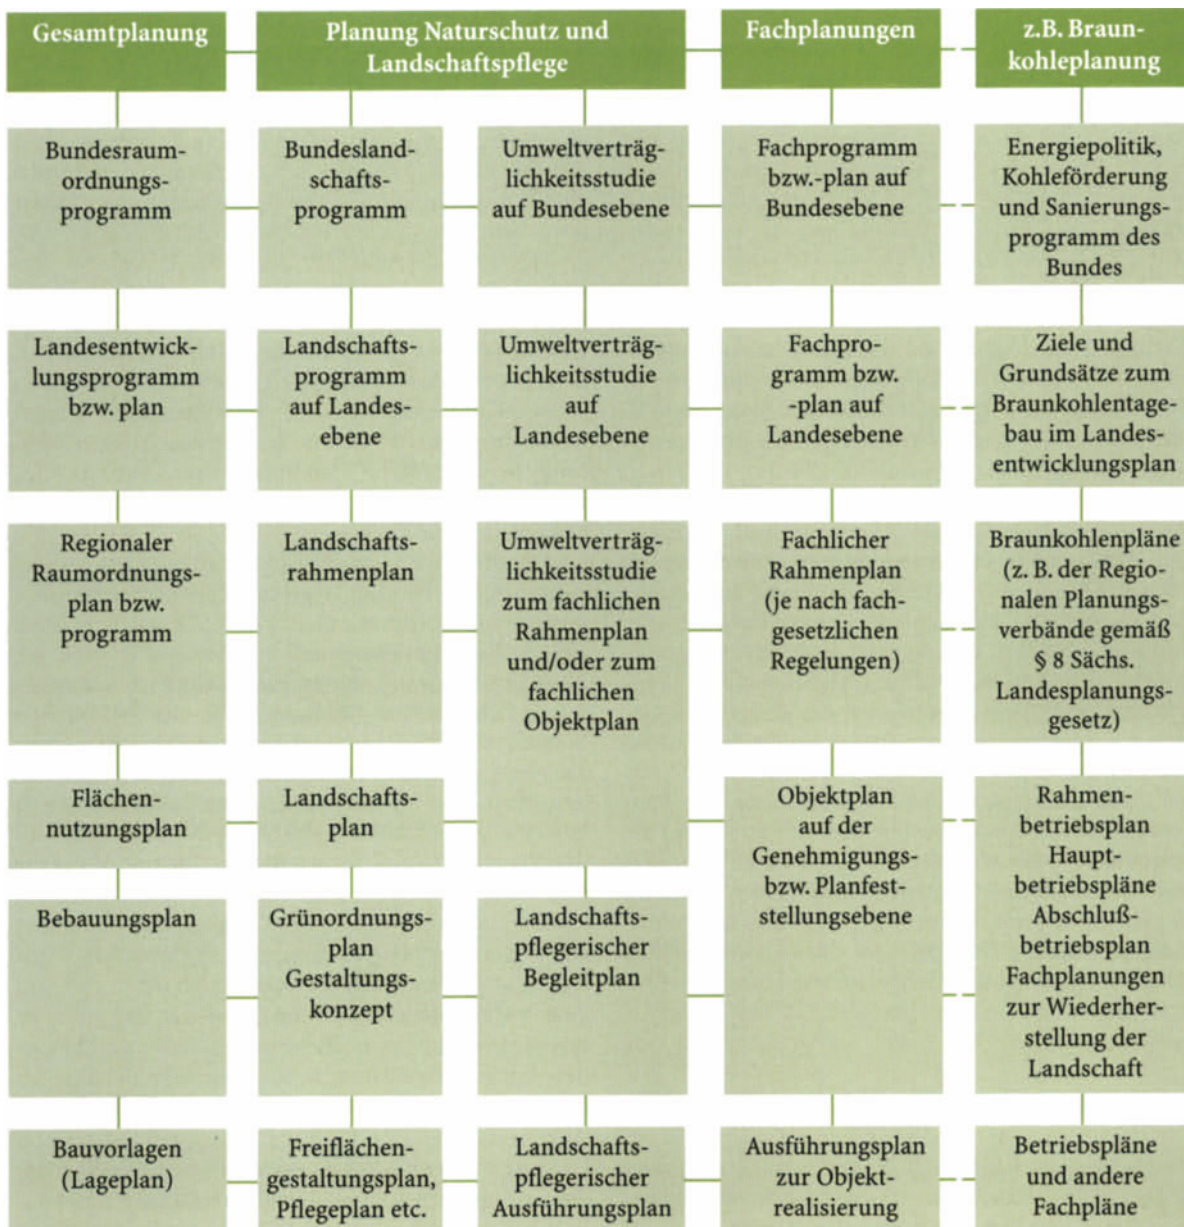 Gesamtplanung
Planung Naturschutz und
Landschaftspflege
Fachplanungen
z.B. Braun-
kohleplanung
Bundesraum-
ordnungs-
programm
Bundesland-
schafts-
programm
Umweltverträg-
lichkeitsstudie
auf Bundesebene
Fachprogramm
bzw.-plan auf
Bundesebene
Energiepolitik,
Kohleförderung
und Sanierungs-
programm des
Bundes
Landesentwick-
lungsprogramm
bzw. plan
Landschafts-
programm
auf Landes-
ebene
Umweltverträg-
lichkeitsstudie
auf
Landesebene
Fachpro-
gramm bzw.
-plan auf
Landesebene
Ziele und
Grundsätze zum
Braunkohlentage-
bau im Landes-
entwicklungsplan
Regionaler
Raumordnungs-
plan bzw.
programm
Landschafts-
rahmenplan
Umweltverträg-
lichkeitsstudie
zum fachlichen
Rahmenplan
und/oder zum
fachlichen
Objektplan
Fachlicher
Rahmenplan
(je nach fach-
gesetzlichen
Regelungen)
Braunkohlenpläne
(z. B. der Regio-
nalen Planungs-
verbände gemäß
§ 8 Sächs.
Landesplanungs-
gesetz)
Flächen-
nutzungsplan
Landschafts-
plan
Objektplan
auf der
Genehmigungs-
bzw. Planfest-
stellungsebene
Rahmen-
betriebsplan
Haupt-
betriebspläne
Abschluß-
betriebsplan
Fachplanungen
zur Wiederher-
stellung der
Landschaft
Bebauungsplan
Grünordnungs-
plan
Gestaltungs-
konzept
Landschafts-
pflegerischer
Begleitplan
Bauvorlagen
(Lageplan)
Freiflächen-
gestaltungsplan,
Pflegeplan etc.
Landschafts-
pflegerischer
Ausführungsplan
Ausführungsplan
zur Objekt-
realisierung
Betriebspläne
und andere
Fachpläne